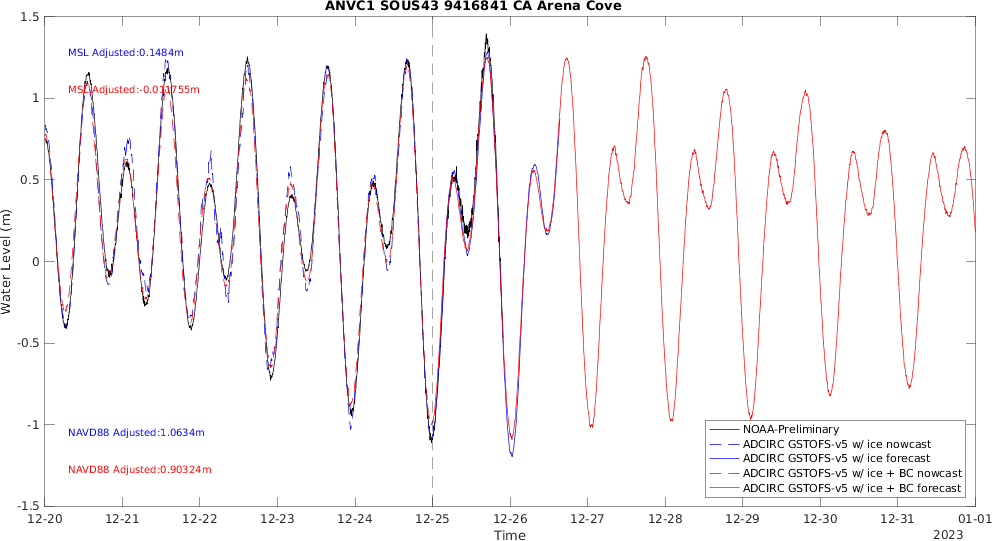 ANVC1 SOUS43 9416841 CA Arena Cove
1.5
1
0.5
0
-0.5
-1
-1.5
Water Level (m)
MSL Adjusted:0.1484m
MSL Adjusted:-0.011755m
NAVD88 Adjusted:1.0634m
NAVD88 Adjusted:0.90324m
NOAA-Preliminary
ADCIRC GSTOFS-v5 w/ ice nowcast
ADCIRC GSTOFS-v5 w/ ice forecast
ADCIRC GSTOFS-v5 w/ ice + BC nowcast
ADCIRC GSTOFS-v5 w/ ice + BC forecast
12-20 12-21 12-22 12-23 12-24 12-25 12-26 12-27 12-28 12-29 12-30 12-31 01-01
Time
2023